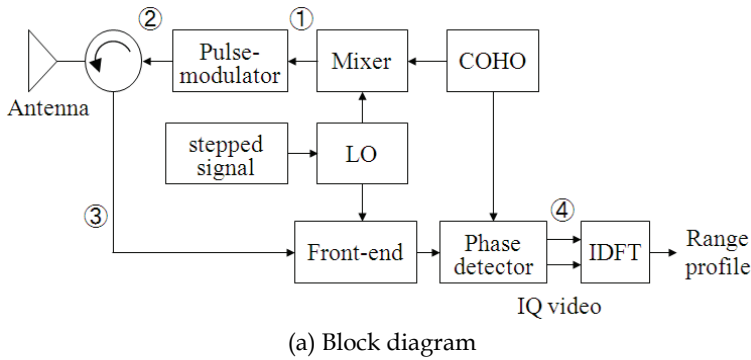 ②
①
Pulse-
modulator
Mixer
COHO
Antenna
stepped
signal
LO
③
④
Front-end
Phase
detector
IDFT
Range
profile
IQ video
(a) Block diagram